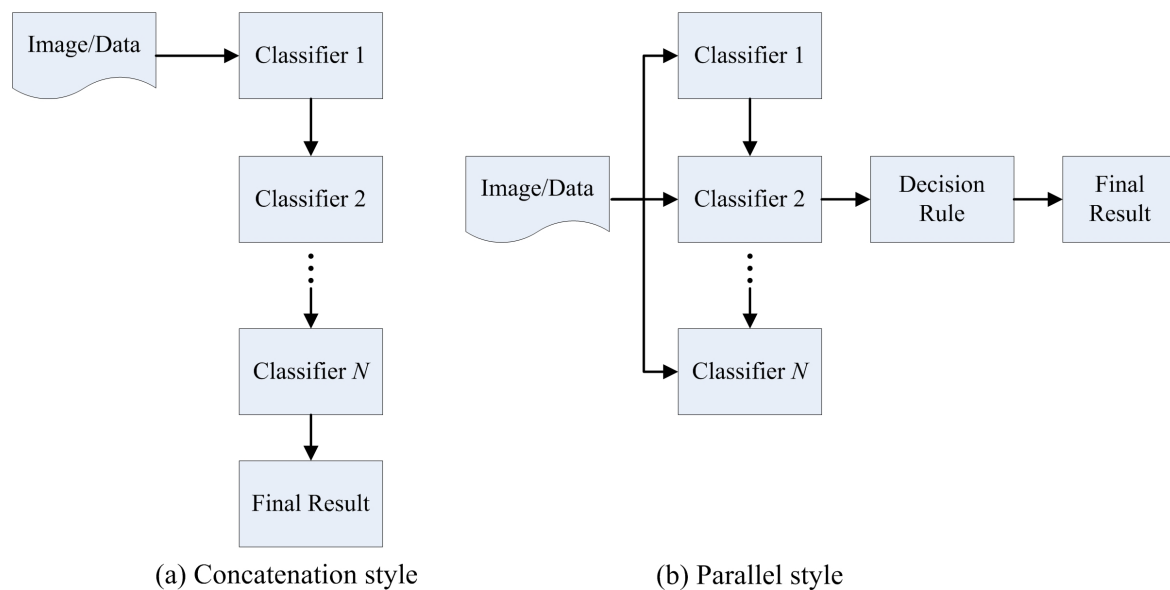 Image/Data
Classifier 1
Classifier 2
Classifier N
Final Result
(a) Concatenation style
Image/Data
Classifier 1
Classifier 2
Classifier N
Decision
Rule
Final
Result
(b) Parallel style